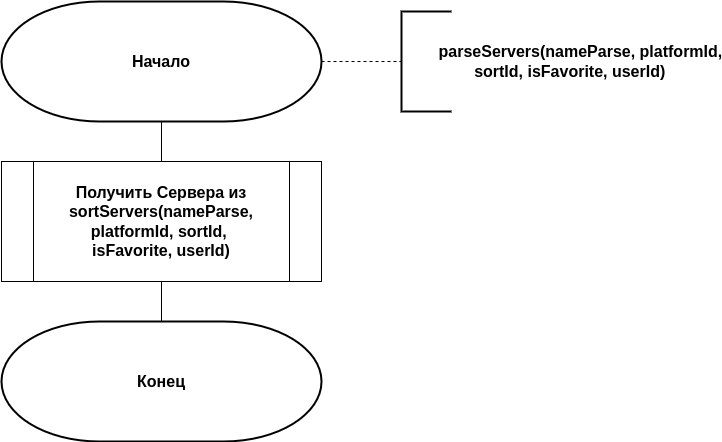 Начало
parseServers(nameParse, platformId,
sortId, isFavorite, userId)
Получить Сервера из
sortServers(nameParse,
platformId, sortId,
isFavorite, userId)
Конец